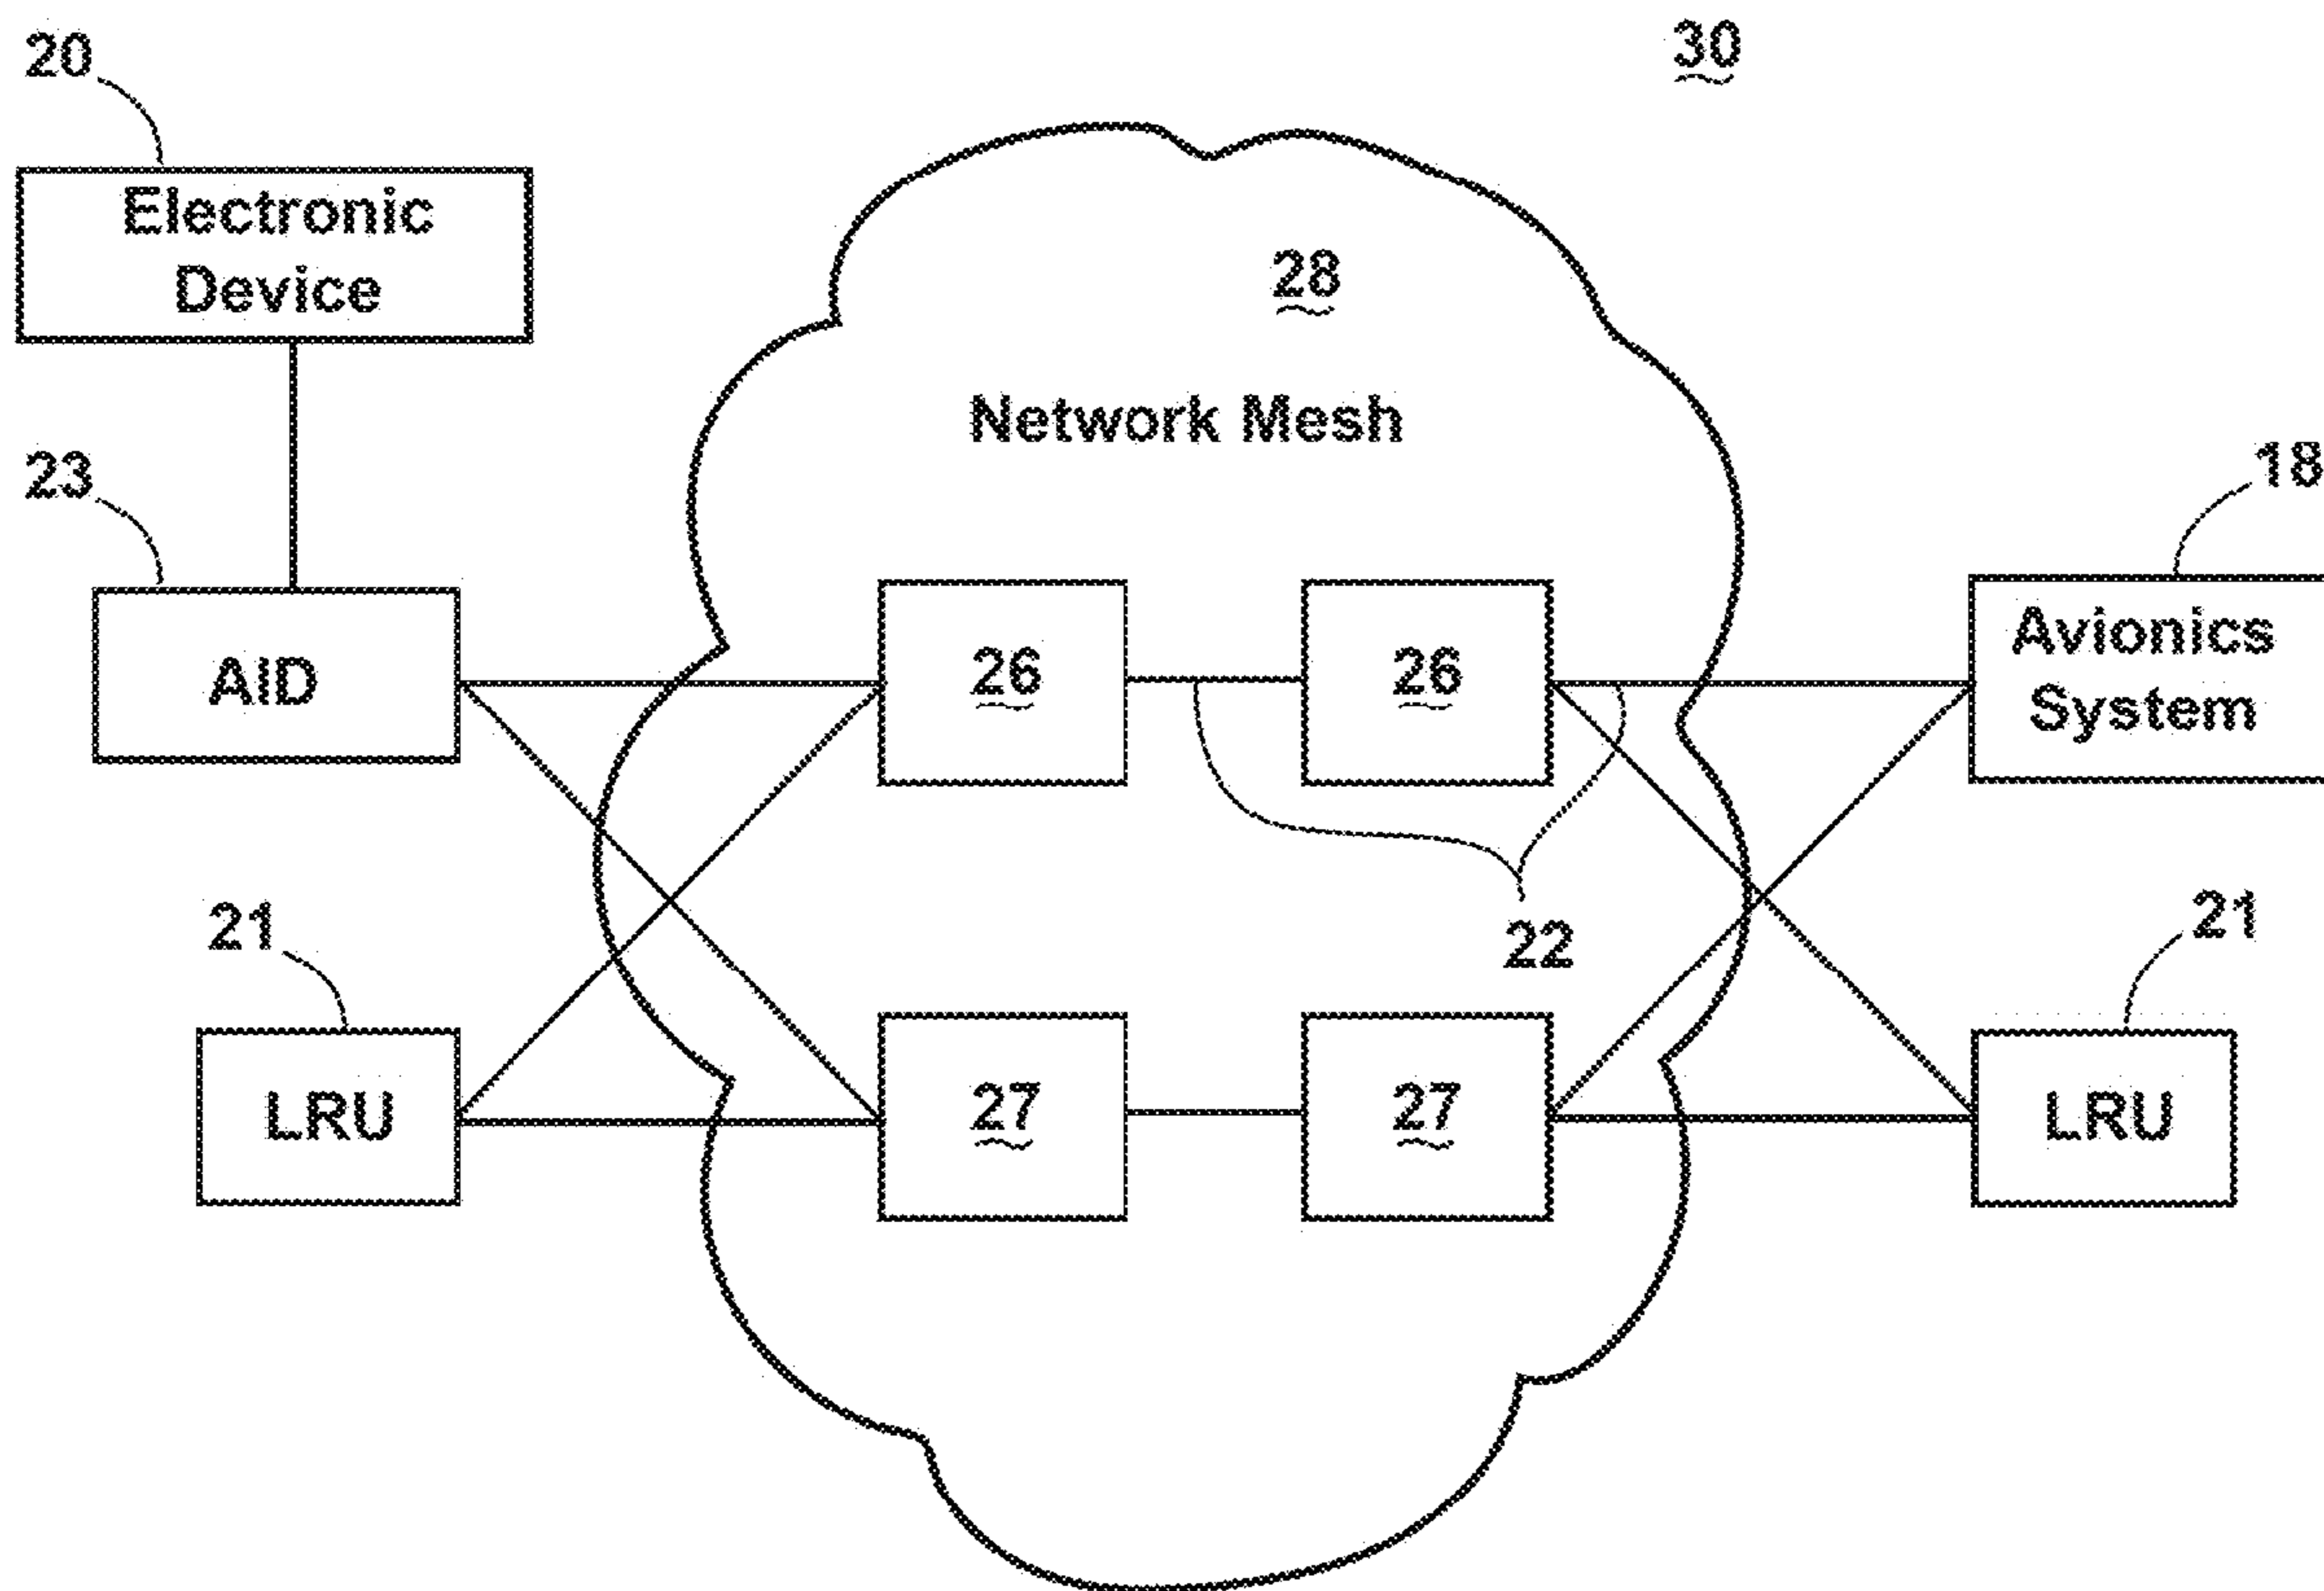 20
30
Electronic
Device
28
Network Mesh
23
18
AID
26
26
Avionics
System
21
22
21
LRU
27
27
LRU